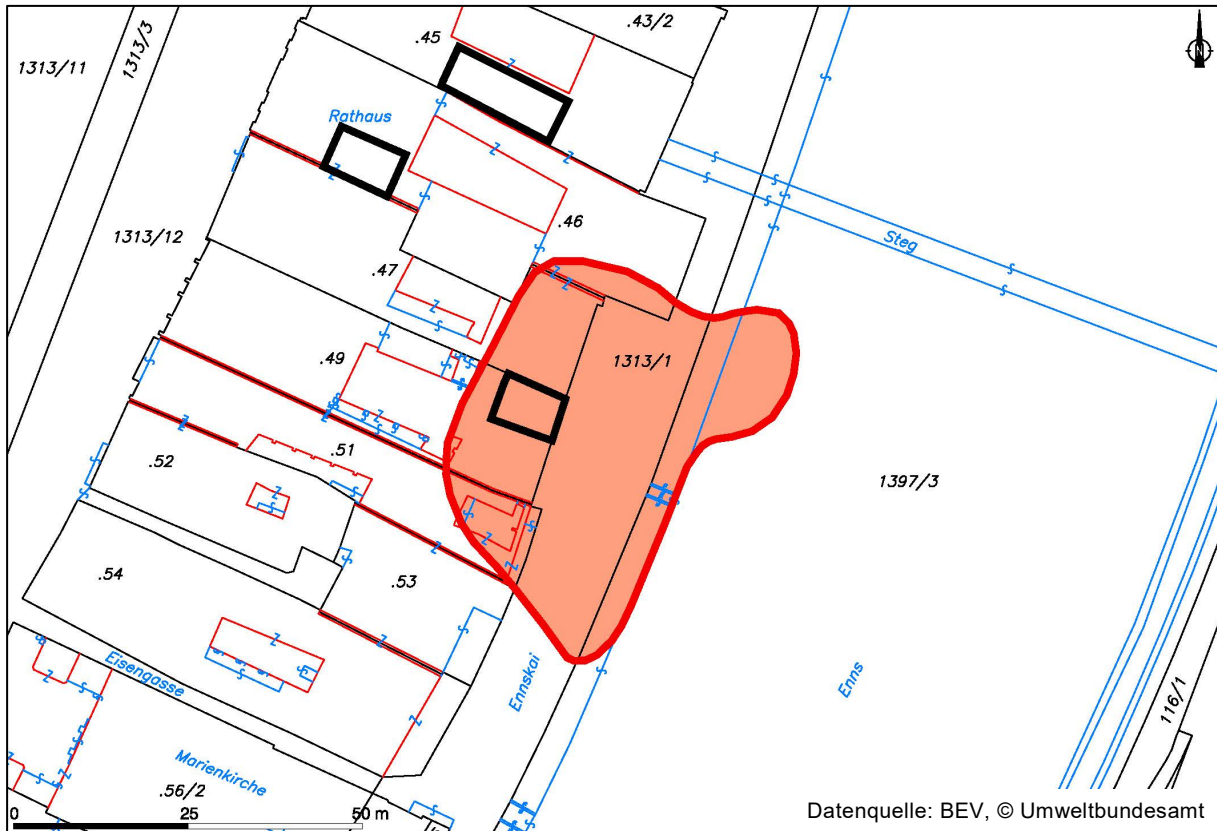 .43/2
.45
1313/3
1313/11
N
Rathaus
.46
1313/12
Steg
.47
.49
1313/1
.51
.52
1397/3
.54
.53
Eisengasse
Ennskai
Enns
116/1
Marienkirche
.56/2
0 25 50 m
Datenquelle: BEV, © Umweltbundesamt